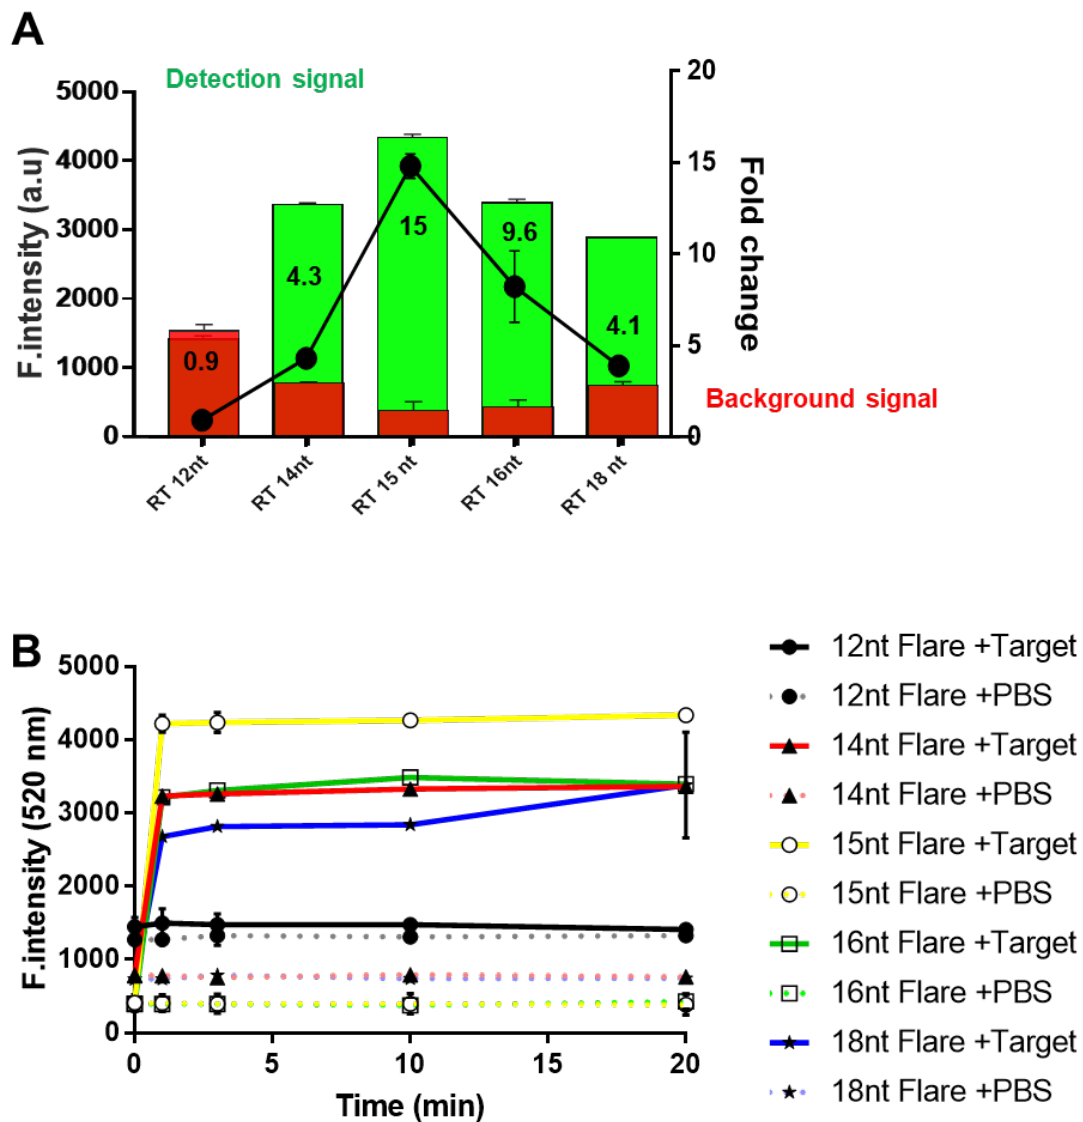 A
Detection signal
20
5000
4000
15
3000
15
9.6
F.intensity (a.u)
Fold change
10
4.3
2000
4.1
5
1000
0.9
Background signal
0
0
RT 12nt
RT 14nt
RT 15 nt
RT 16nt
RT 18 nt
B
5000
4000
3000
2000
1000
0
F.intensity (520 nm)
0
5
10
15
20
Time (min)
12nt Flare +Target
12nt Flare +PBS
14nt Flare +Target
14nt Flare +PBS
15nt Flare +Target
15nt Flare +PBS
16nt Flare +Target
16nt Flare +PBS
18nt Flare +Target
18nt Flare +PBS